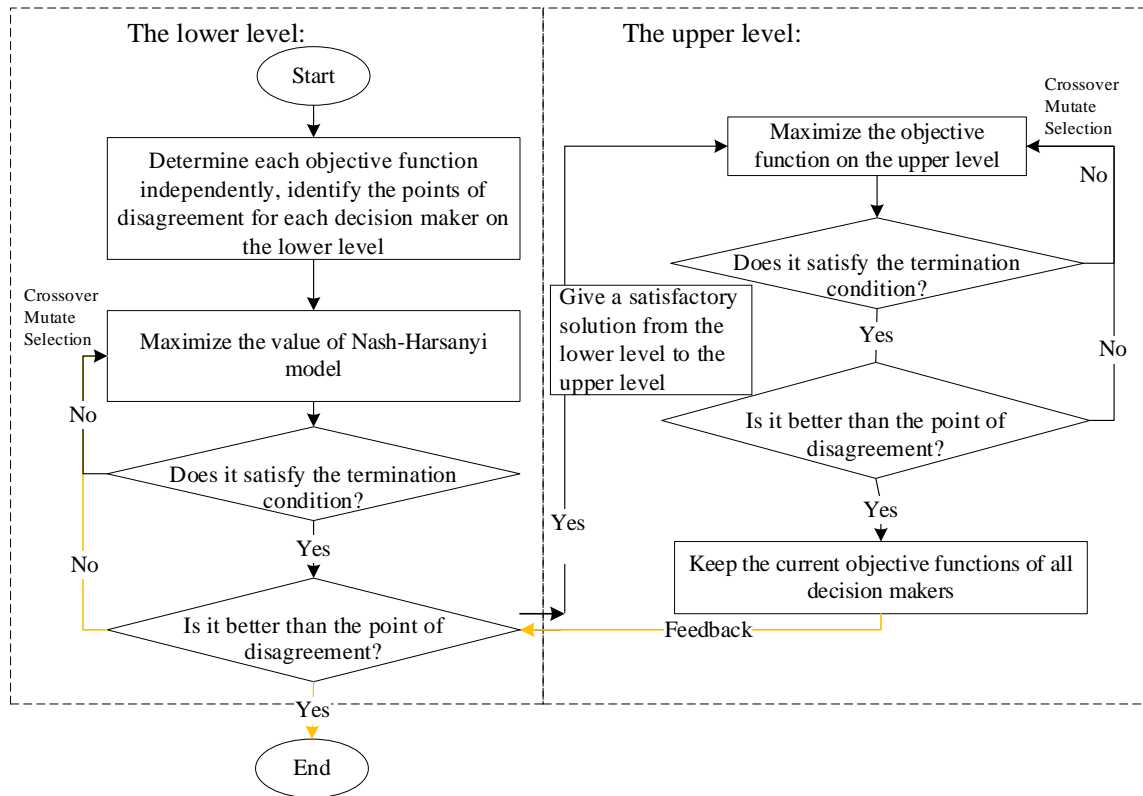 The lower level:
Start
Determine each objective function
independently, identify the points of
disagreement for each decision maker on
the lower level
Crossover
Mutate
Selection
Maximize the value of Nash-Harsanyi
model
No
Does it satisfy the termination
condition?
Yes
No
Is it better than the point of
disagreement?
Yes
End
The upper level:
Crossover
Mutate
Selection
Maximize the objective
function on the upper level
No
Does it satisfy the termination
condition?
Give a satisfactory
solution from the
lower level to the
upper level
Yes
No
Is it better than the point of
disagreement?
Yes
Yes
Keep the current objective functions of all
decision makers
Feedback